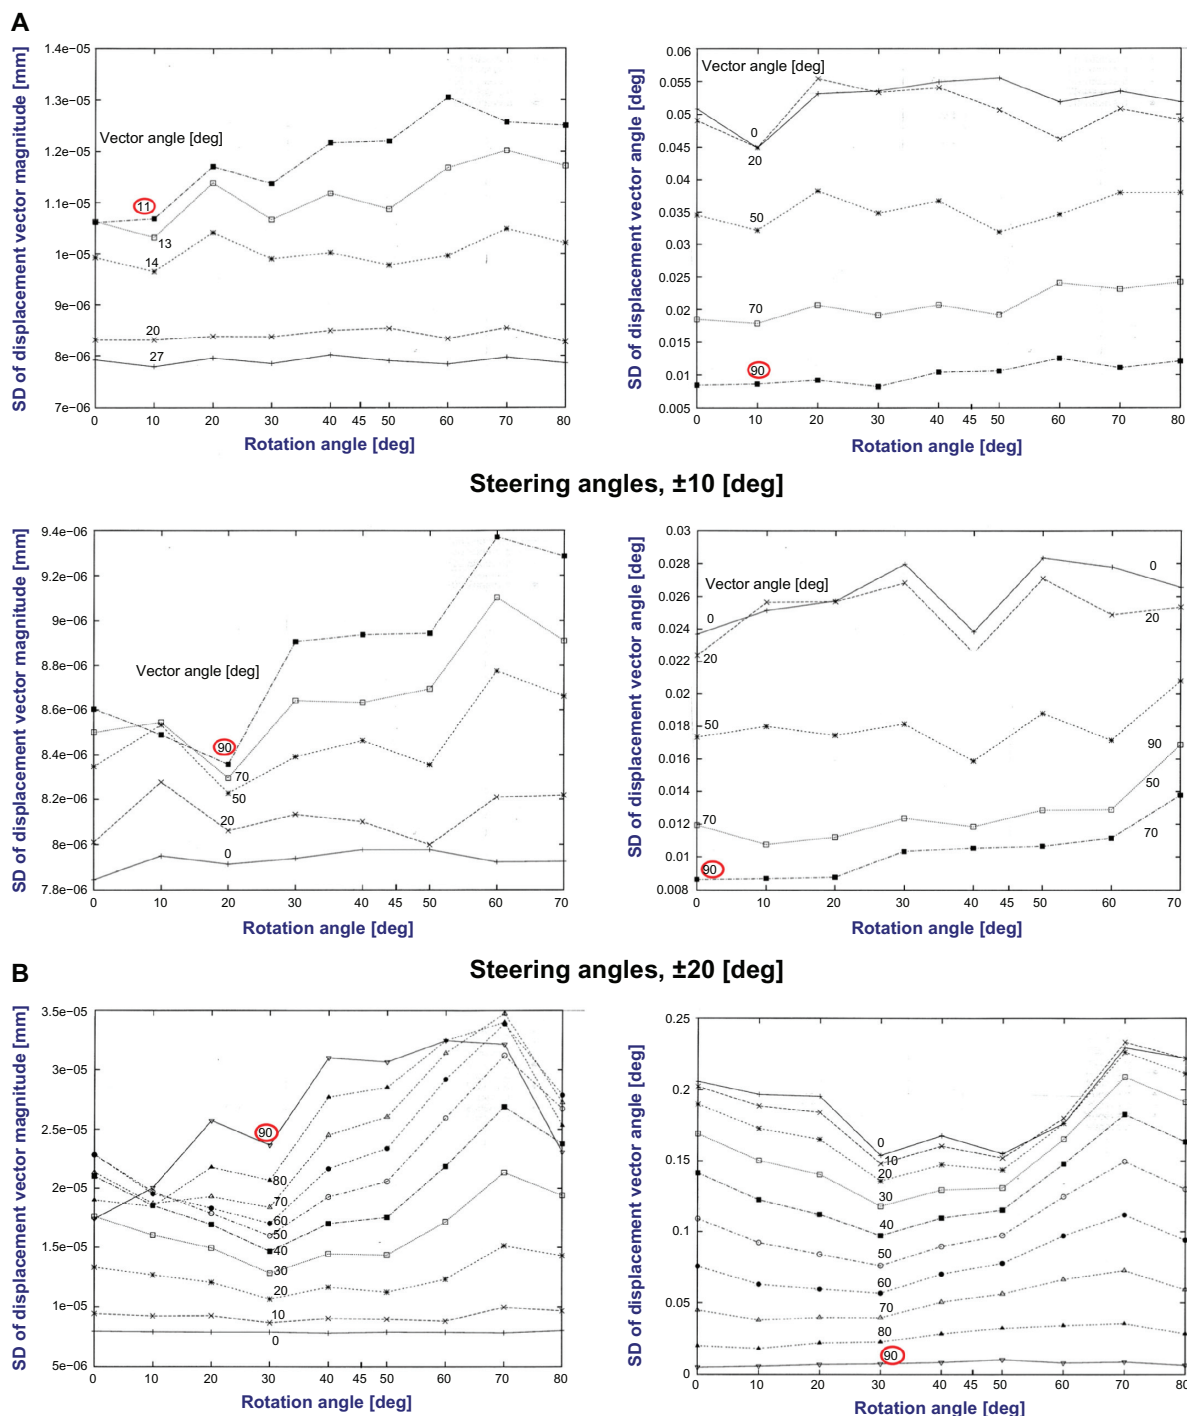 A
SD of displacement vector magnitude [mm]
1.4e−05
1.3e−05
1.2e−05
1.1e−05
1e−05
9e−06
8e−06
7e−06
Vector angle [deg]
11
13
14
20
27
0 10 20 30 40 45 50 60 70 80
Rotation angle [deg]
SD of displacement vector angle [deg]
0.06
0.055
0.05
0.045
0.04
0.035
0.03
0.025
0.02
0.015
0.01
0.005
Vector angle [deg]
0
20
50
70
90
0 10 20 30 40 45 50 60 70 80
Rotation angle [deg]
Steering angles, ±10 [deg]
SD of displacement vector magnitude [mm]
9.4e−06
9.2e−06
9e−06
8.8e−06
8.6e−06
8.4e−06
8.2e−06
8e−06
7.8e−06
Vector angle [deg]
90
70
50
20
0
0 10 20 30 40 45 50 60 70
Rotation angle [deg]
SD of displacement vector angle [deg]
0.03
0.028
0.026
0.024
0.022
0.02
0.018
0.016
0.014
0.012
0.01
0.008
Vector angle [deg]
0
0
20
20
50
90
50
70
70
90
0 10 20 30 40 45 50 60 70
Rotation angle [deg]
Steering angles, ±20 [deg]
B
SD of displacement vector magnitude [mm]
3.5e−05
3e−05
2.5e−05
2e−05
1.5e−05
1e−05
5e−06
90
80
70
60
50
40
30
20
10
0
0 10 20 30 40 50 60 70 80
Rotation angle [deg]
SD of displacement vector angle [deg]
0.25
0.2
0.15
0.1
0.05
0
0
10
20
30
40
50
60
70
80
90
0 10 20 30 40 50 60 70 80
Rotation angle [deg]